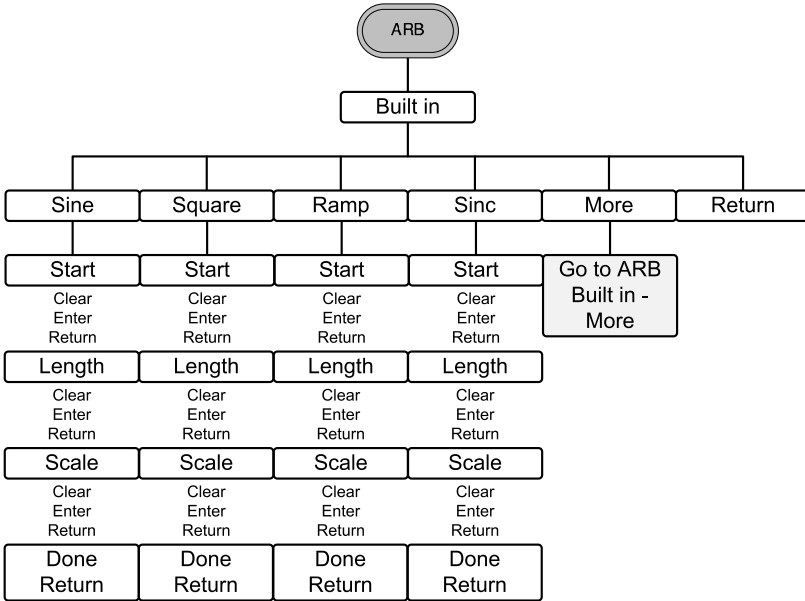 ARB
Built in
Sine Square Ramp Sinc More Return
Start Start Start Start Go to ARB
Built in -
More
Clear Clear Clear Clear
Enter Enter Enter Enter
Return Return Return Return
Length Length Length Length
Clear Clear Clear Clear
Enter Enter Enter Enter
Return Return Return Return
Scale Scale Scale Scale
Clear Clear Clear Clear
Enter Enter Enter Enter
Return Return Return Return
Done Done Done Done
Return Return Return Return